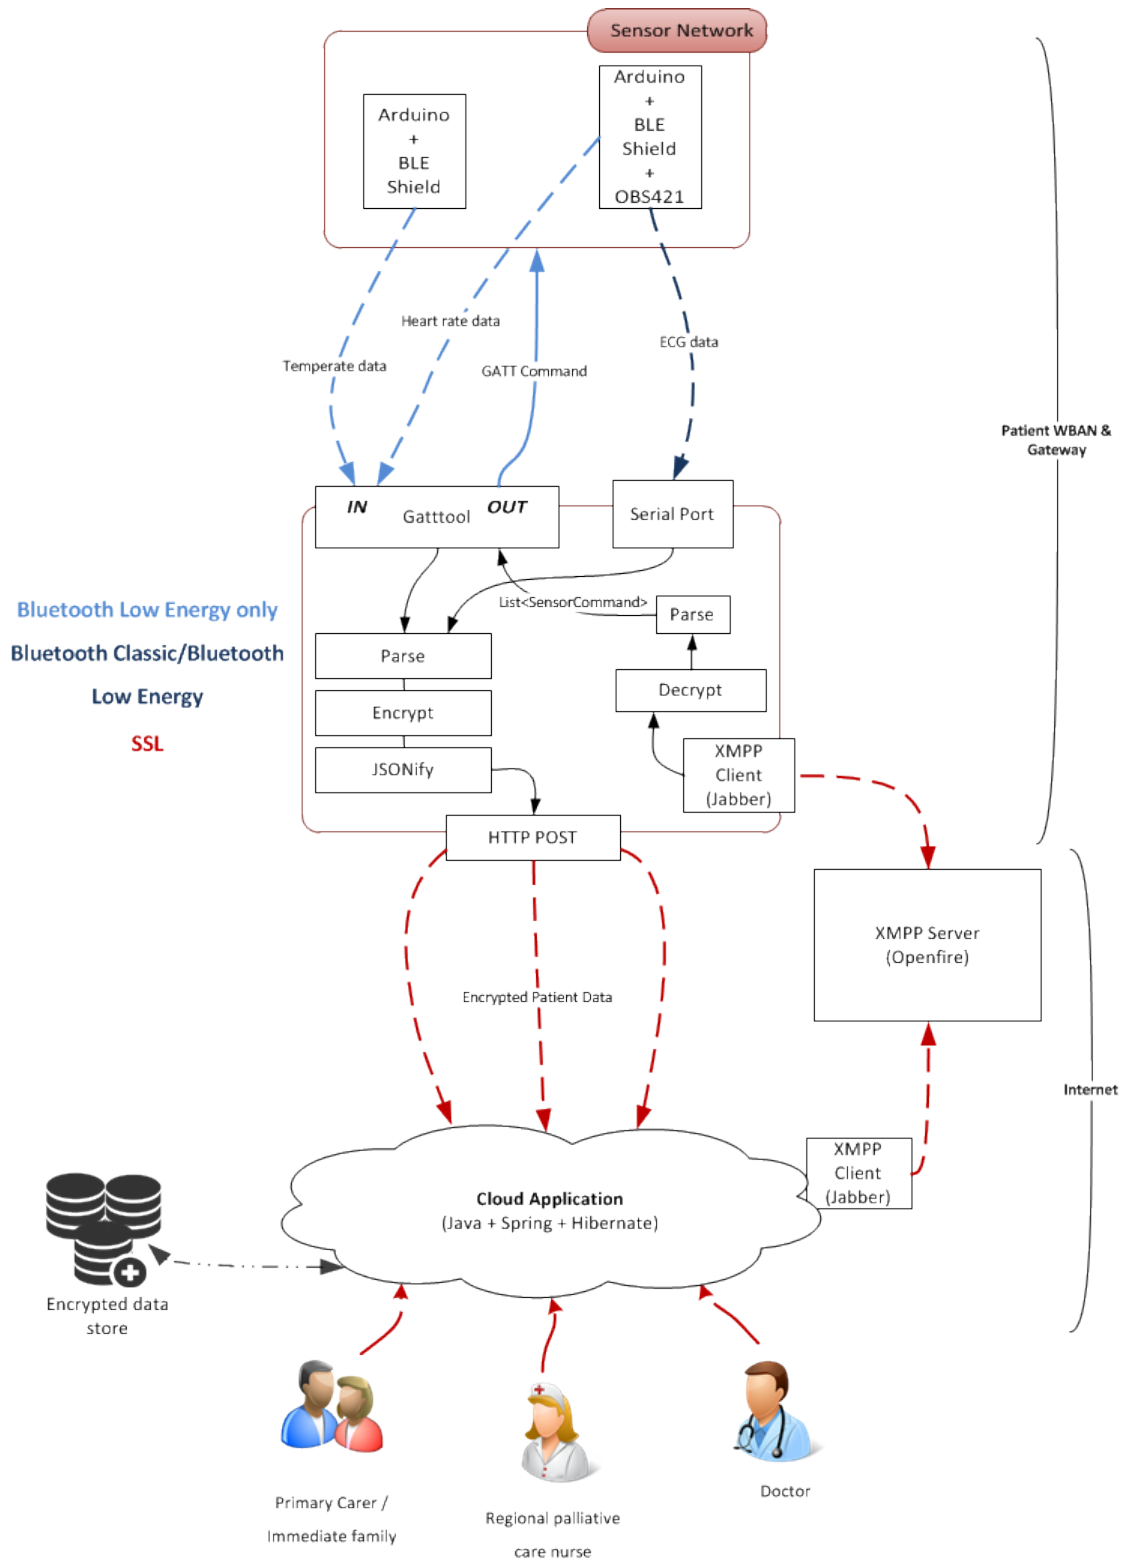 Sensor Network
Arduino
+
BLE
Shield
Arduino
+
BLE
Shield
+
OBS421
Heart rate data
ECG data
Temperate data
GATT Command
Patient WBAN &
Gateway
IN
Gatttool
OUT
Serial Port
List<SensorCommand>
Parse
Bluetooth Low Energy only
Bluetooth Classic/Bluetooth
Low Energy
SSL
Parse
Encrypt
JSONify
Decrypt
XMPP
Client
(Jabber)
HTTP POST
XMPP Server
(Openfire)
Encrypted Patient Data
Internet
XMPP
Client
(Jabber)
Cloud Application
(Java + Spring + Hibernate)
Encrypted data
store
Primary Carer /
Immediate family
Regional palliative
care nurse
Doctor